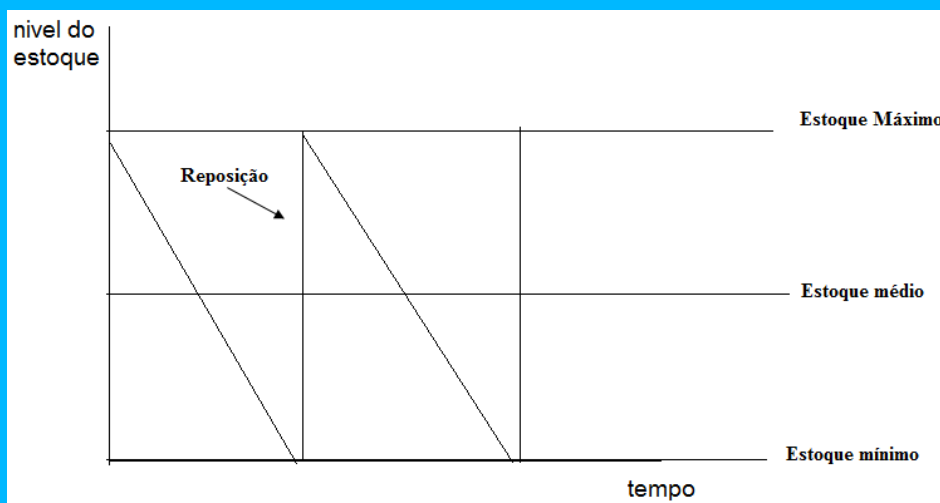 nivel do
estoque
Estoque Máximo
Reposição
Estoque médio
Estoque mínimo
tempo